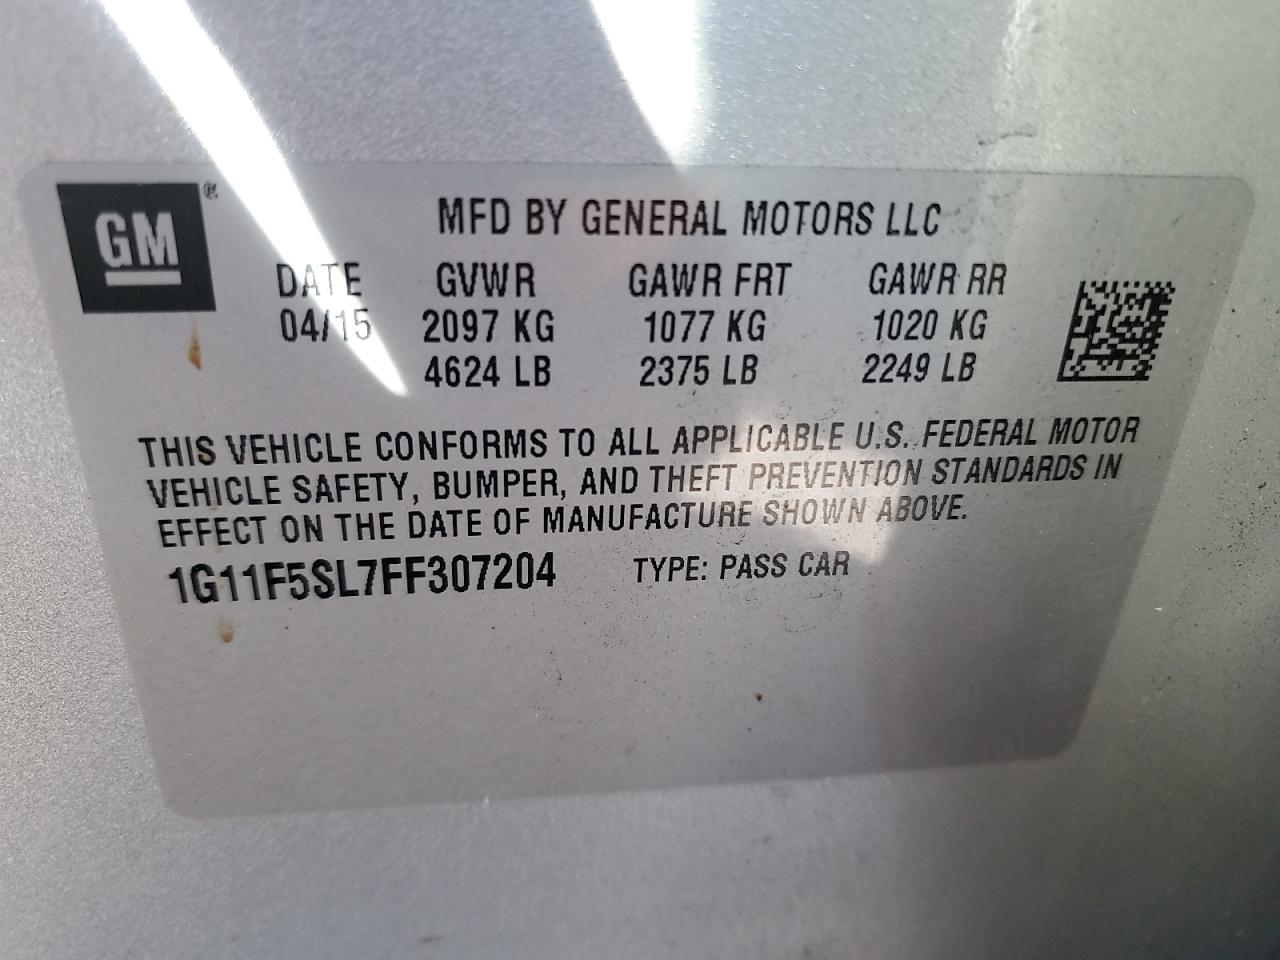 GM®
MFD BY GENERAL MOTORS LLC
DATE GVWR GAWR FRT GAWR RR
04/15 2097 KG 1077 KG 1020 KG
4624 LB 2375 LB 2249 LB
THIS VEHICLE CONFORMS TO ALL APPLICABLE U.S. FEDERAL MOTOR
VEHICLE SAFETY, BUMPER, AND THEFT PREVENTION STANDARDS IN
EFFECT ON THE DATE OF MANUFACTURE SHOWN ABOVE.
1G11F5SL7FF307204 TYPE: PASS CAR